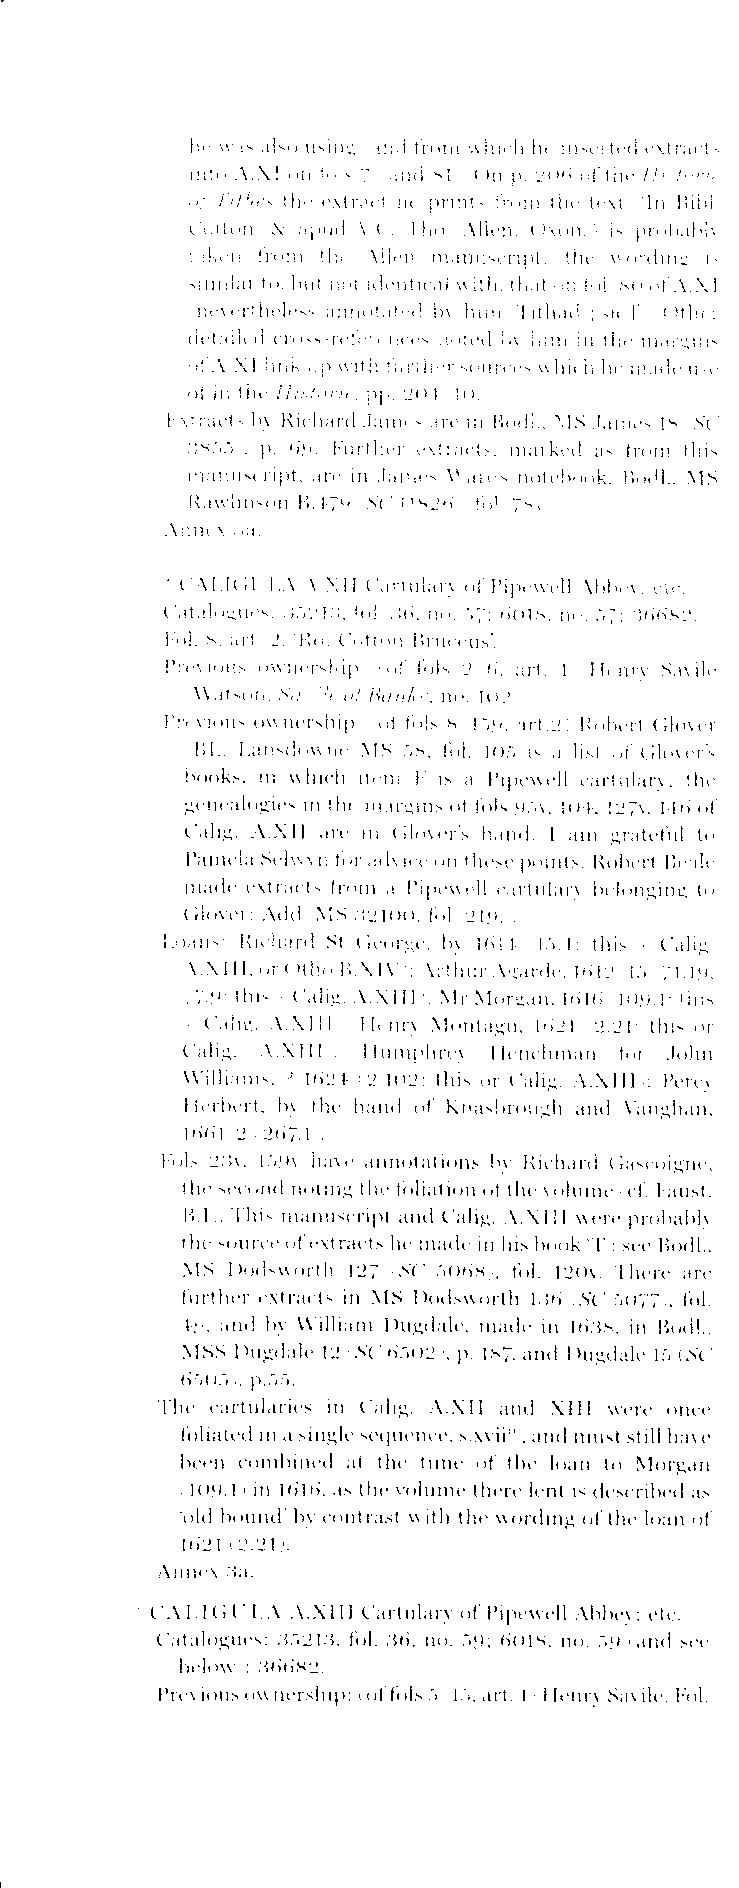 he was also using and from which he inserted extracts
into A.XI on fols 7 and 81 On p. 206 of the Historie
of Tithes the extract he prints from the text 'In Bibl.
Cotton. & apud V.C. Tho. Allen, Oxon.' is probably
taken from the Allen manuscript, the wording is
similar to, but not identical with, that on fol. 80 of A.XI
nevertheless annotated by him Other
detailed cross-references noted by him in the margins
of A.XI link up with further sources which he made use
of in the Historie, pp. 204–10.
Extracts by Richard James are in Bodl., MS James 18 (SC
3855), p. 69. Further extracts, marked as from this
manuscript, are in James Ware's notebook, Bodl., MS
Rawlinson B.479 (SC 11826) fol. 78v.
Annex 3a.
CALIGULA A.XII Cartulary of Pipewell Abbey, etc.
Catalogues: 35213, fol. 36, no. 57; 6018, no. 57; 36682.
Fol. 8, art. 2, 'Ro. Cotton Bruceus'.
Previous ownership: (of fols 2–6, art. 1) Henry Savile
(Watson, Savile of Banke, no. 102
Previous ownership: (of fols 8–159, art.2) Robert Glover
(BL, Lansdowne MS 58, fol. 105 is a list of Glover's
books, in which item F is a Pipewell cartulary, the
genealogies in the margins of fols 95v, 104, 127v, 146 of
Calig. A.XII are in Glover's hand. I am grateful to
Pamela Selwyn for advice on these points. Robert Beale
made extracts from a Pipewell cartulary belonging to
Glover: Add. MS 32100, fol. 219.
Loans: Richard St George, by 1614 15.1: this, Calig.
A.XIII, or Otho B.XIV); Arthur Agarde, 1612–15 (71.19,
7.9: this Calig. A.XIII); Mr Morgan, 1616 (109.1: this
Calig. A.XIII Henry Montagu, 1621 (2.21: this or
Calig. A.XIII); Humphrey Henchman for John
Williams, ? 1624 (2.102: this or Calig. A.XIII); Percy
Herbert, by the hand of Knasbrough and Vaughan,
1661–2 (267.1).
Fols 23v, 159v have annotations by Richard Gascoigne,
the second noting the foliation of the volume (cf. Faust.
B.I.). This manuscript and Calig. A.XIII were probably
the source of extracts he made in his book 'T': see Bodl.,
MS Dodsworth 127 (SC 5068), fol. 120v. There are
further extracts in MS Dodsworth 146 (SC 5077), fol.
and by William Dugdale, made in 1638, in Bodl.,
MSS Dugdale 12 (SC 6502), p. 187, and Dugdale 15 (SC
6505), p.55.
The cartularies in Calig. A.XII and XIII were once
foliated in a single sequence, s.xvii, and must still have
been combined at the time of the loan to Morgan
(109.1) in 1616, as the volume there lent is described as
'old bound' by contrast with the wording of the loan of
1621 (2.21).
Annex 3a.
CALIGULA A.XIII Cartulary of Pipewell Abbey; etc.
Catalogues: 35213, fol. 36, no. 59; 6018, no. 59 (and see
below); 36682.
Previous ownership: (of fols 5–15, art. 1) Henry Savile. Fol.